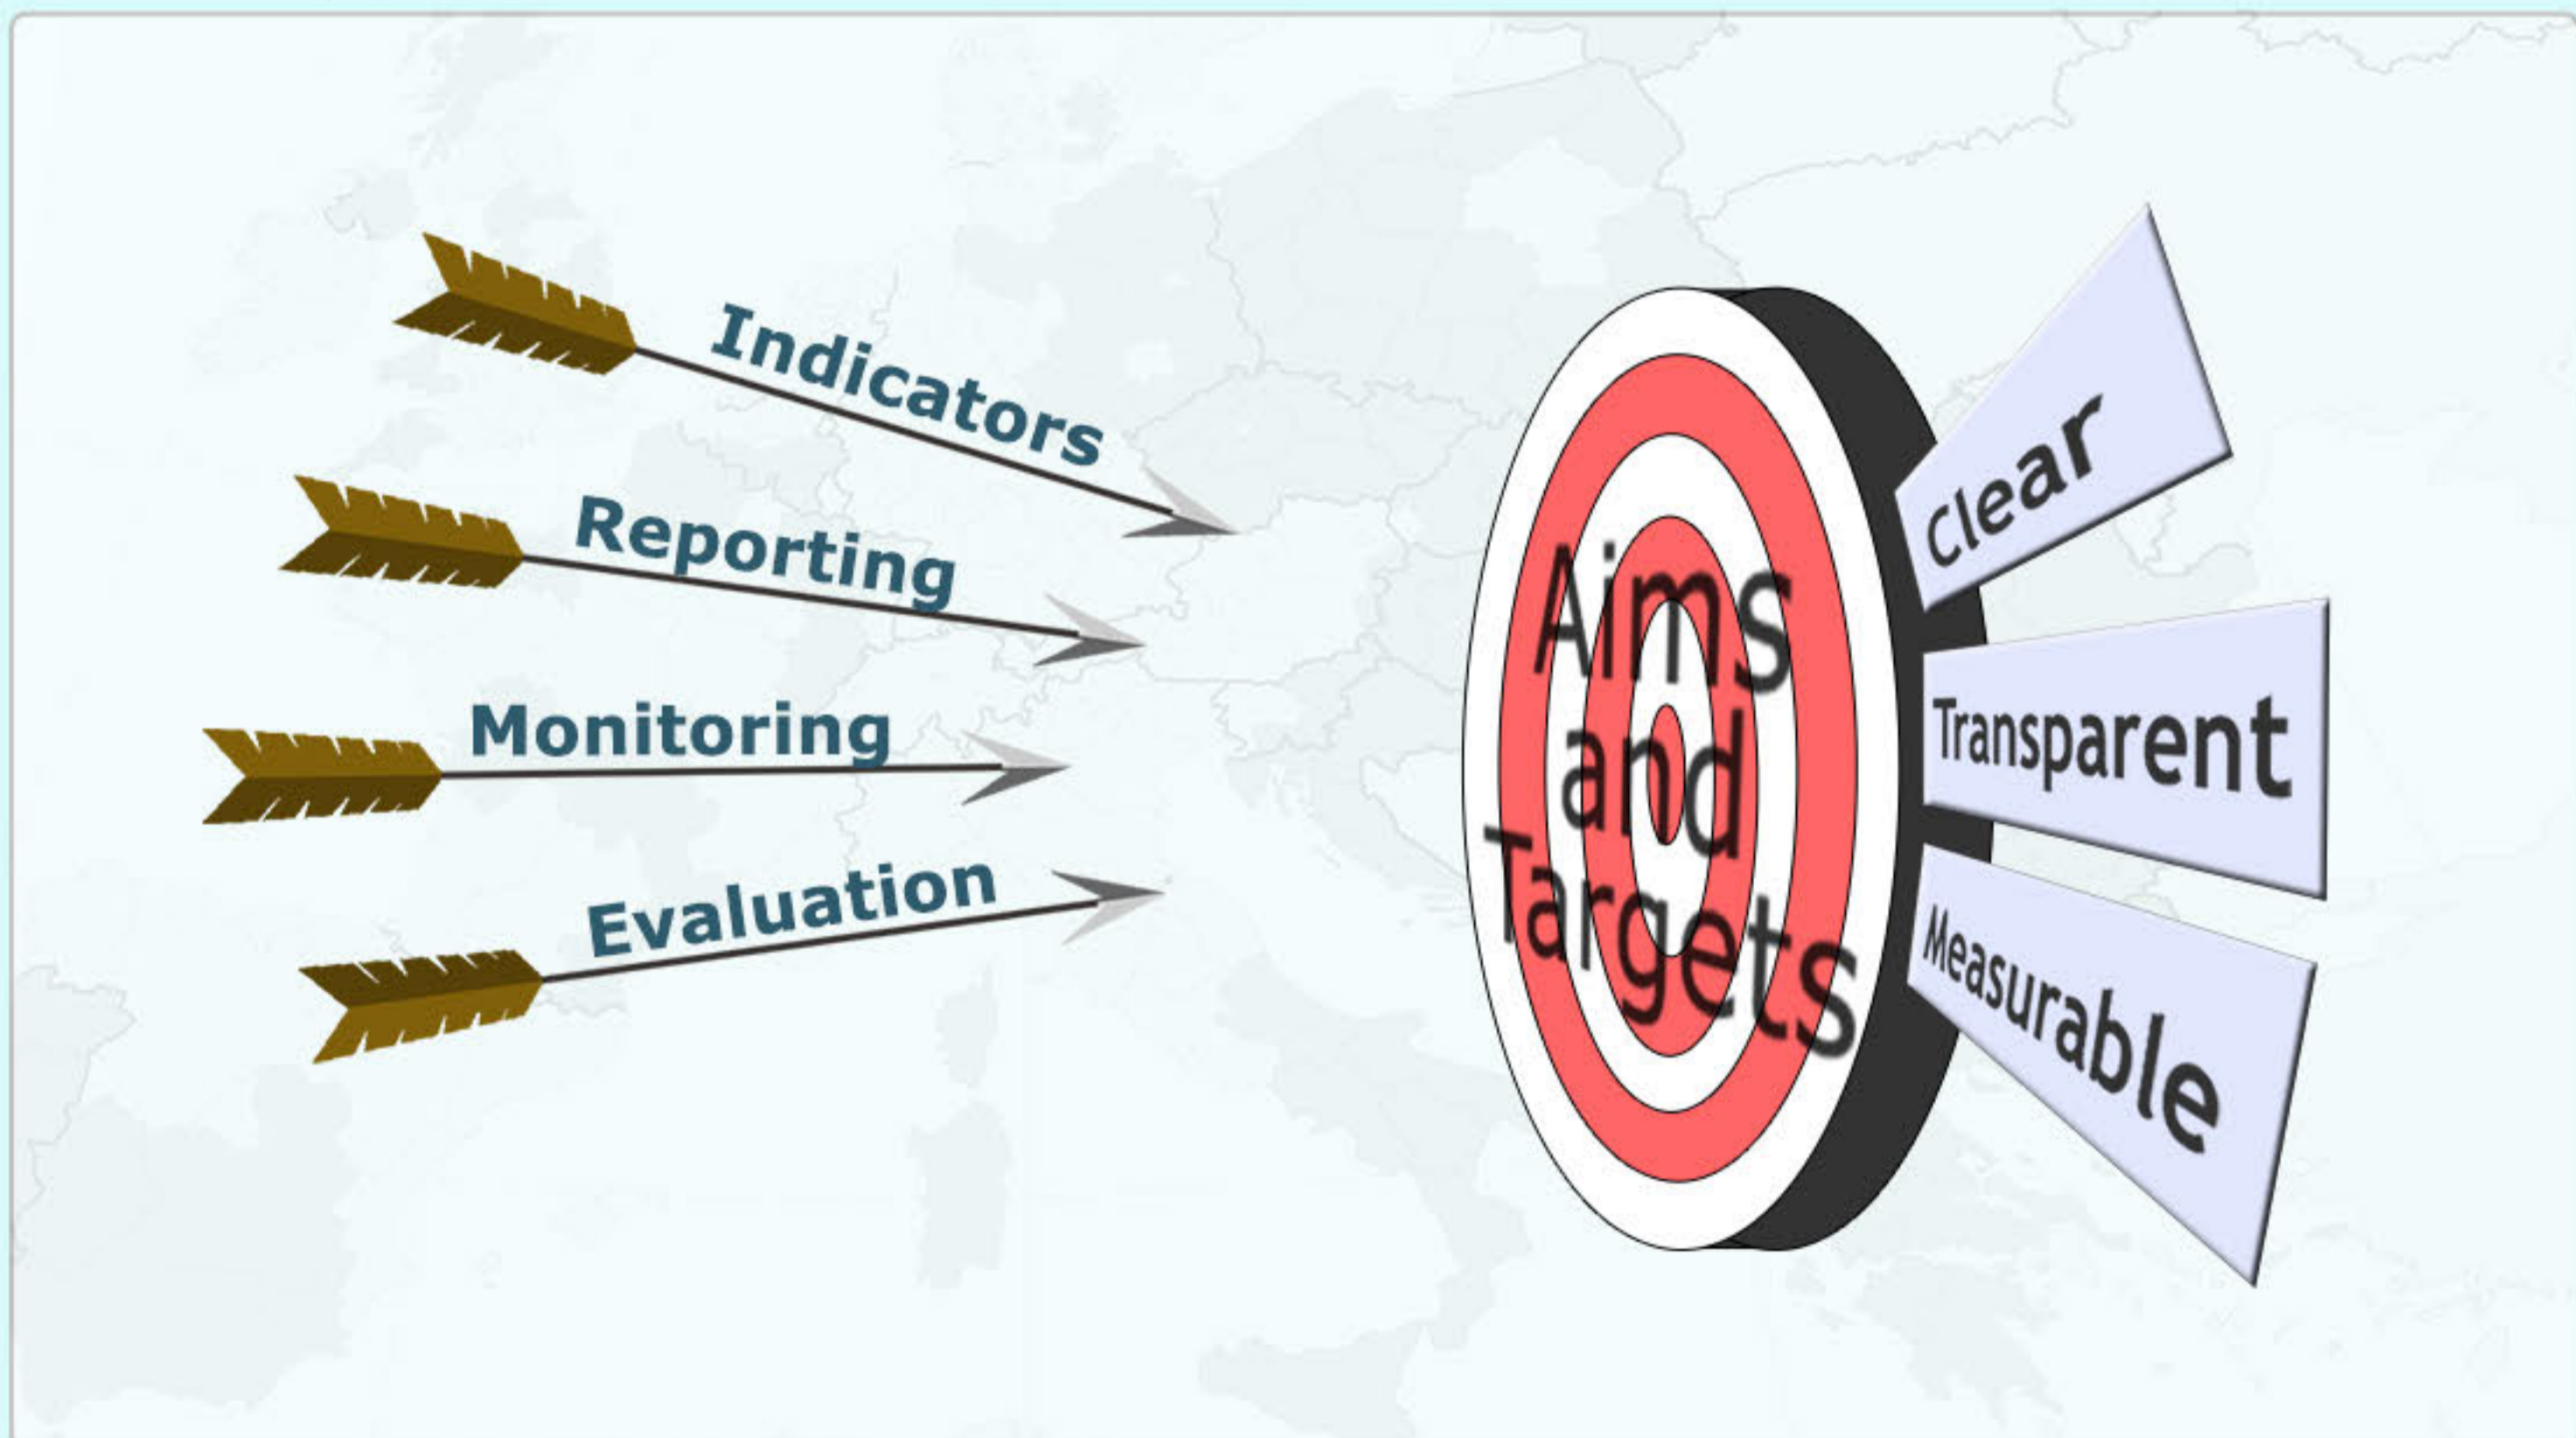 Indicators
Reporting
Monitoring
Evaluation
Aims
and
Targets
Clear
Transparent
Measurable